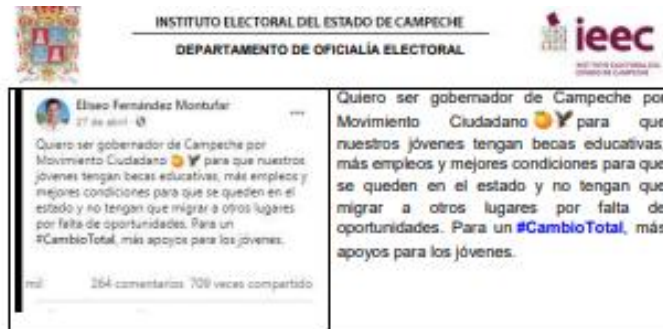 INSTITUTO ELECTORAL DEL ESTADO DE CAMPECHE
DEPARTAMENTO DE OFICIALÍA ELECTORAL
ieec
Eliseo Fernández Montufar
27 de abril
Quiero ser gobernador de Campeche por
Movimiento Ciudadano 🍊🦅 para que nuestros
jóvenes tengan becas educativas, más empleos y
mejores condiciones para que se queden en el
estado y no tengan que migrar a otros lugares
por falta de oportunidades. Para un
#CambioTotal, más apoyos para los jóvenes.
mil 264 comentarios 709 veces compartido
Quiero ser gobernador de Campeche por
Movimiento Ciudadano 🍊🦅 para que
nuestros jóvenes tengan becas educativas,
más empleos y mejores condiciones para que
se queden en el estado y no tengan que
migrar a otros lugares por falta de
oportunidades. Para un #CambioTotal, más
apoyos para los jóvenes.